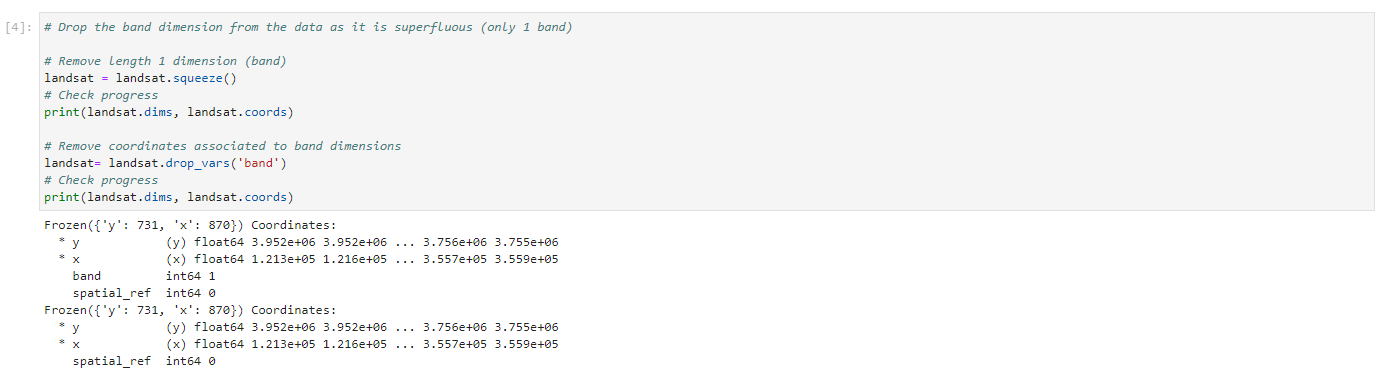 [4]: # Drop the band dimension from the data as it is superfluous (only 1 band)
# Remove length 1 dimension (band)
landsat = landsat.squeeze()
# Check progress
print(landsat.dims, landsat.coords)
# Remove coordinates associated to band dimensions
landsat= landsat.drop_vars('band')
# Check progress
print(landsat.dims, landsat.coords)
Frozen({'y': 731, 'x': 870}) Coordinates:
  * y            (y) float64 3.952e+06 3.952e+06 ... 3.756e+06 3.755e+06
  * x            (x) float64 1.213e+05 1.216e+05 ... 3.557e+05 3.559e+05
    band         int64 1
    spatial_ref  int64 0
Frozen({'y': 731, 'x': 870}) Coordinates:
  * y            (y) float64 3.952e+06 3.952e+06 ... 3.756e+06 3.755e+06
  * x            (x) float64 1.213e+05 1.216e+05 ... 3.557e+05 3.559e+05
    spatial_ref  int64 0